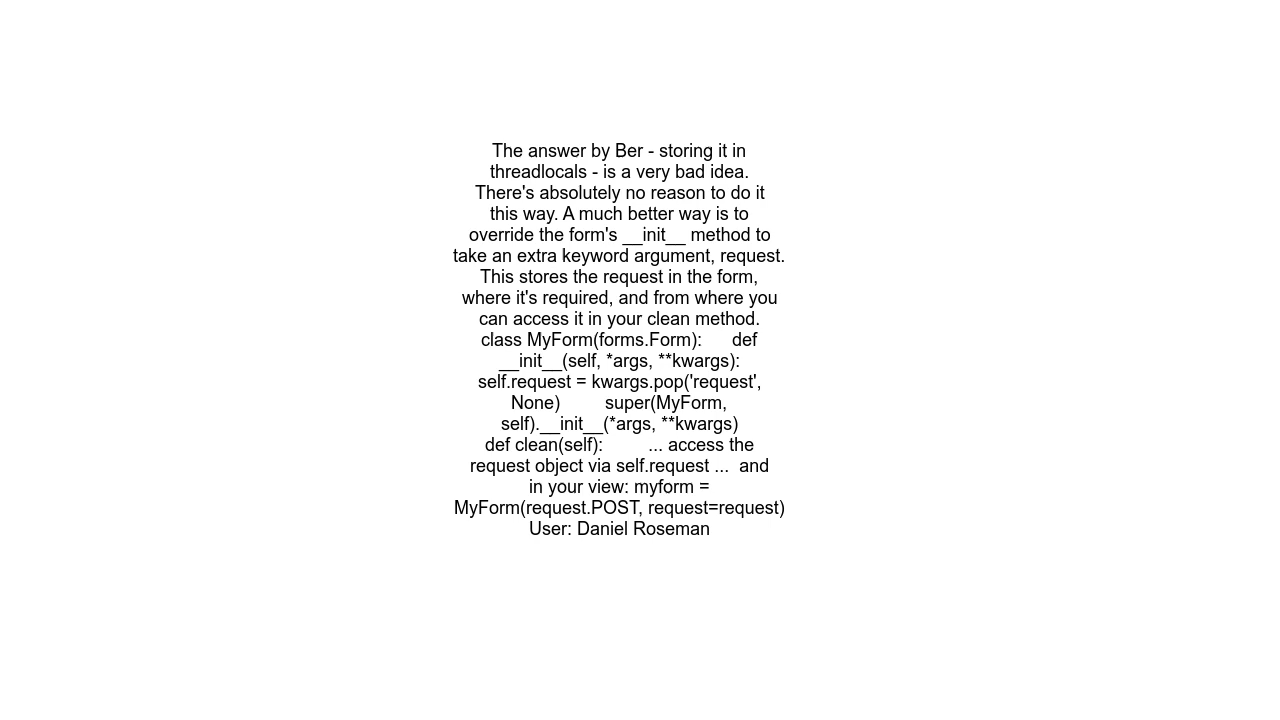 The answer by Ber - storing it in
threadlocals - is a very bad idea.
There's absolutely no reason to do it
this way. A much better way is to
override the form's __init__ method to
take an extra keyword argument, request.
This stores the request in the form,
where it's required, and from where you
can access it in your clean method.
class MyForm(forms.Form):      def
__init__(self, *args, **kwargs):
self.request = kwargs.pop('request',
None)         super(MyForm,
self).__init__(*args, **kwargs)
def clean(self):         ... access the
request object via self.request ...  and
in your view: myform =
MyForm(request.POST, request=request)
User: Daniel Roseman